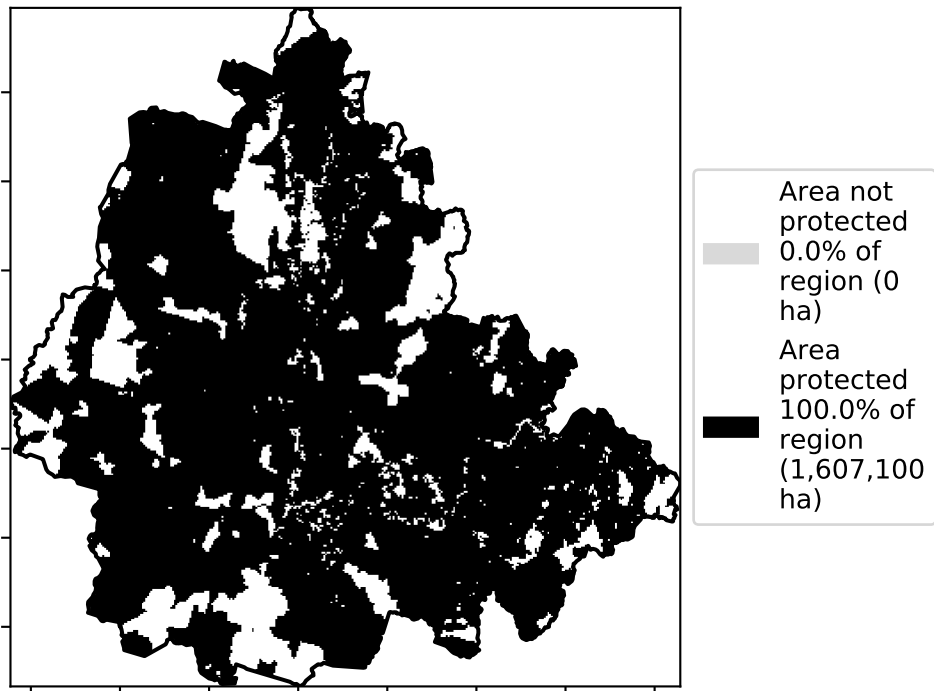 Area not
protected
0.0% of
region (0
ha)
Area
protected
100.0% of
region
(1,607,100
ha)